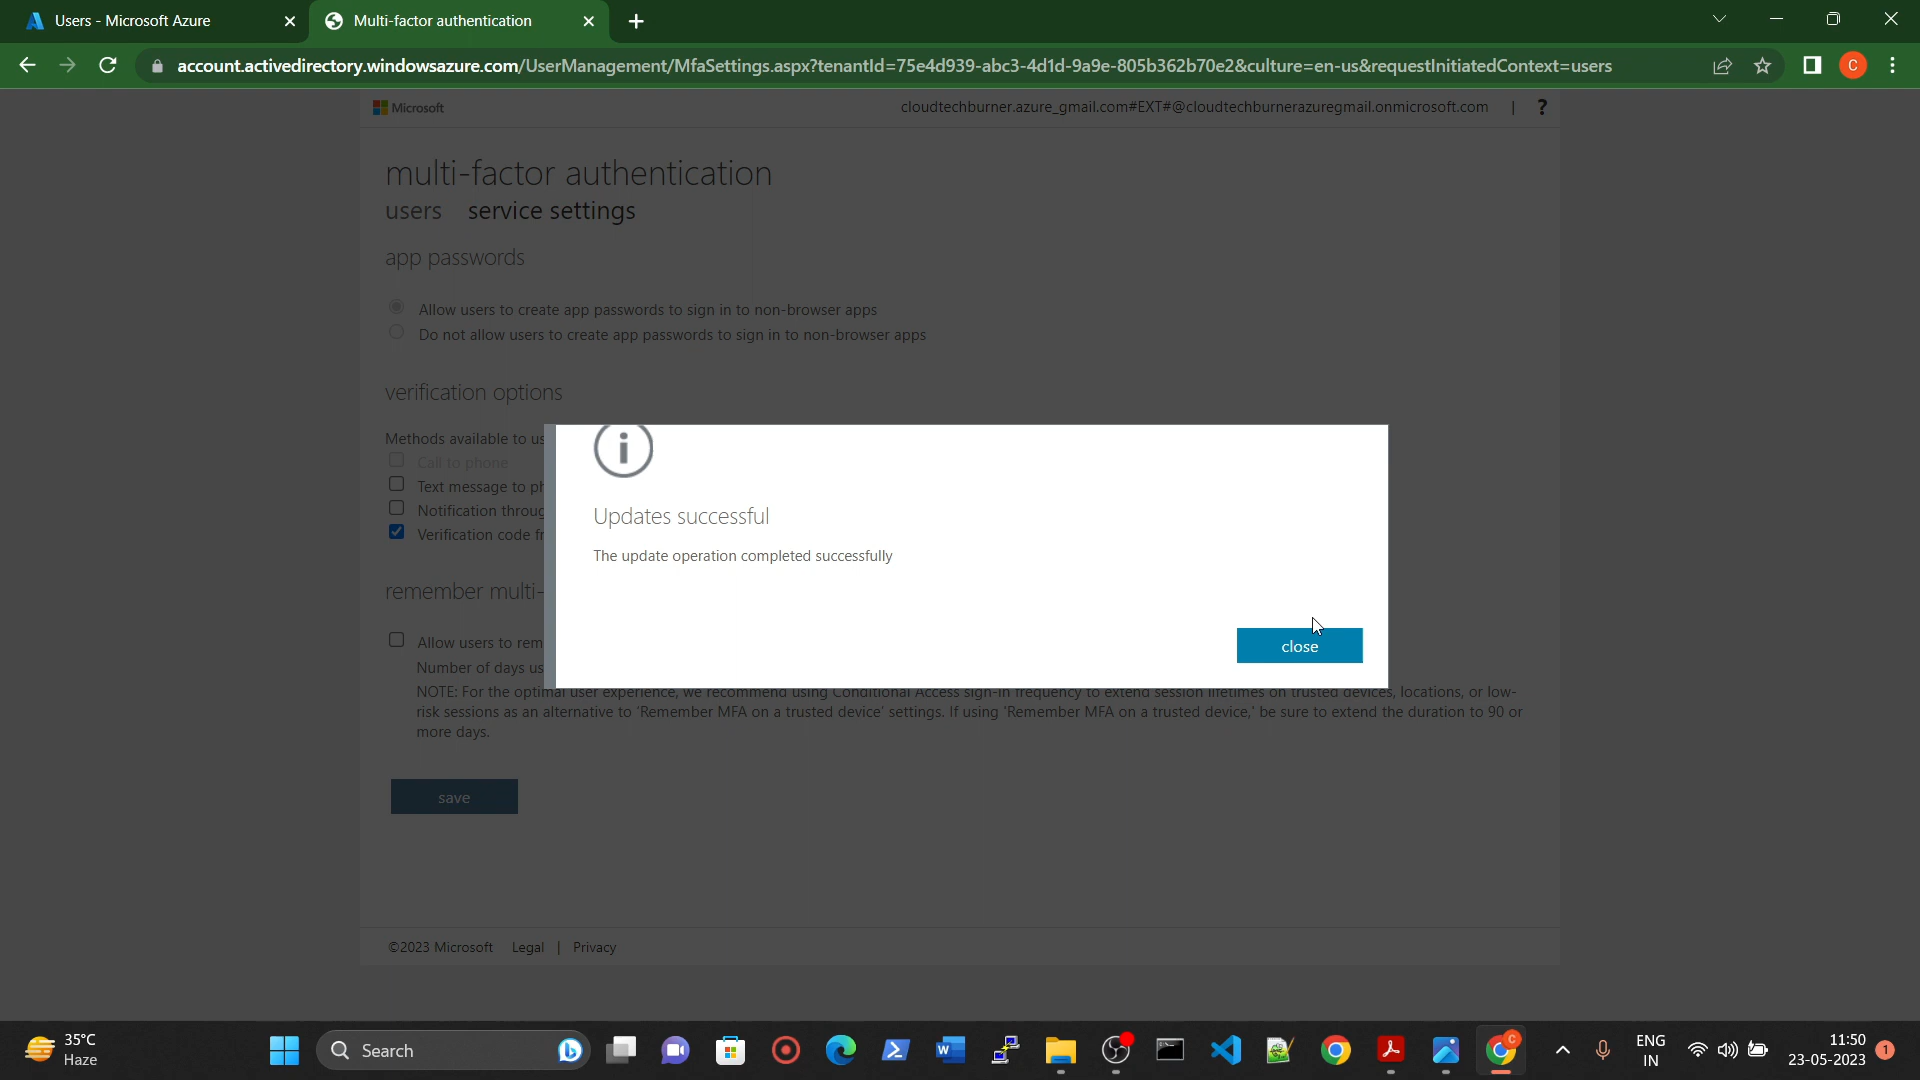 Users - Microsoft Azure
Multi-factor authentication
account.activedirectory.windowsazure.com/UserManagement/MfaSettings.aspx?tenantId=75e4d939-abc3-4d1d-9a9e-805b362b70e2&culture=en-us&requestInitiatedContext=users
C
Microsoft
cloudtechburner.azure_gmail.com#EXT#@cloudtechburnerazuregmail.onmicrosoft.com | ?
multi-factor authentication
users service settings
app passwords
Allow users to create app passwords to sign in to non-browser apps
Do not allow users to create app passwords to sign in to non-browser apps
verification options
Methods available to us
Call to phone
Text message to ph
Notification throug
Verification code fr
Updates successful
The update operation completed successfully
close
remember multi-
Allow users to rem
Number of days us
NOTE: For the optimal user experience, we recommend using Conditional Access sign-in frequency to extend session lifetimes on trusted devices, locations, or low-
risk sessions as an alternative to 'Remember MFA on a trusted device' settings. If using 'Remember MFA on a trusted device,' be sure to extend the duration to 90 or
more days.
save
©2023 Microsoft Legal | Privacy
35°C
Haze
Search
ENG
IN
11:50
23-05-2023
1